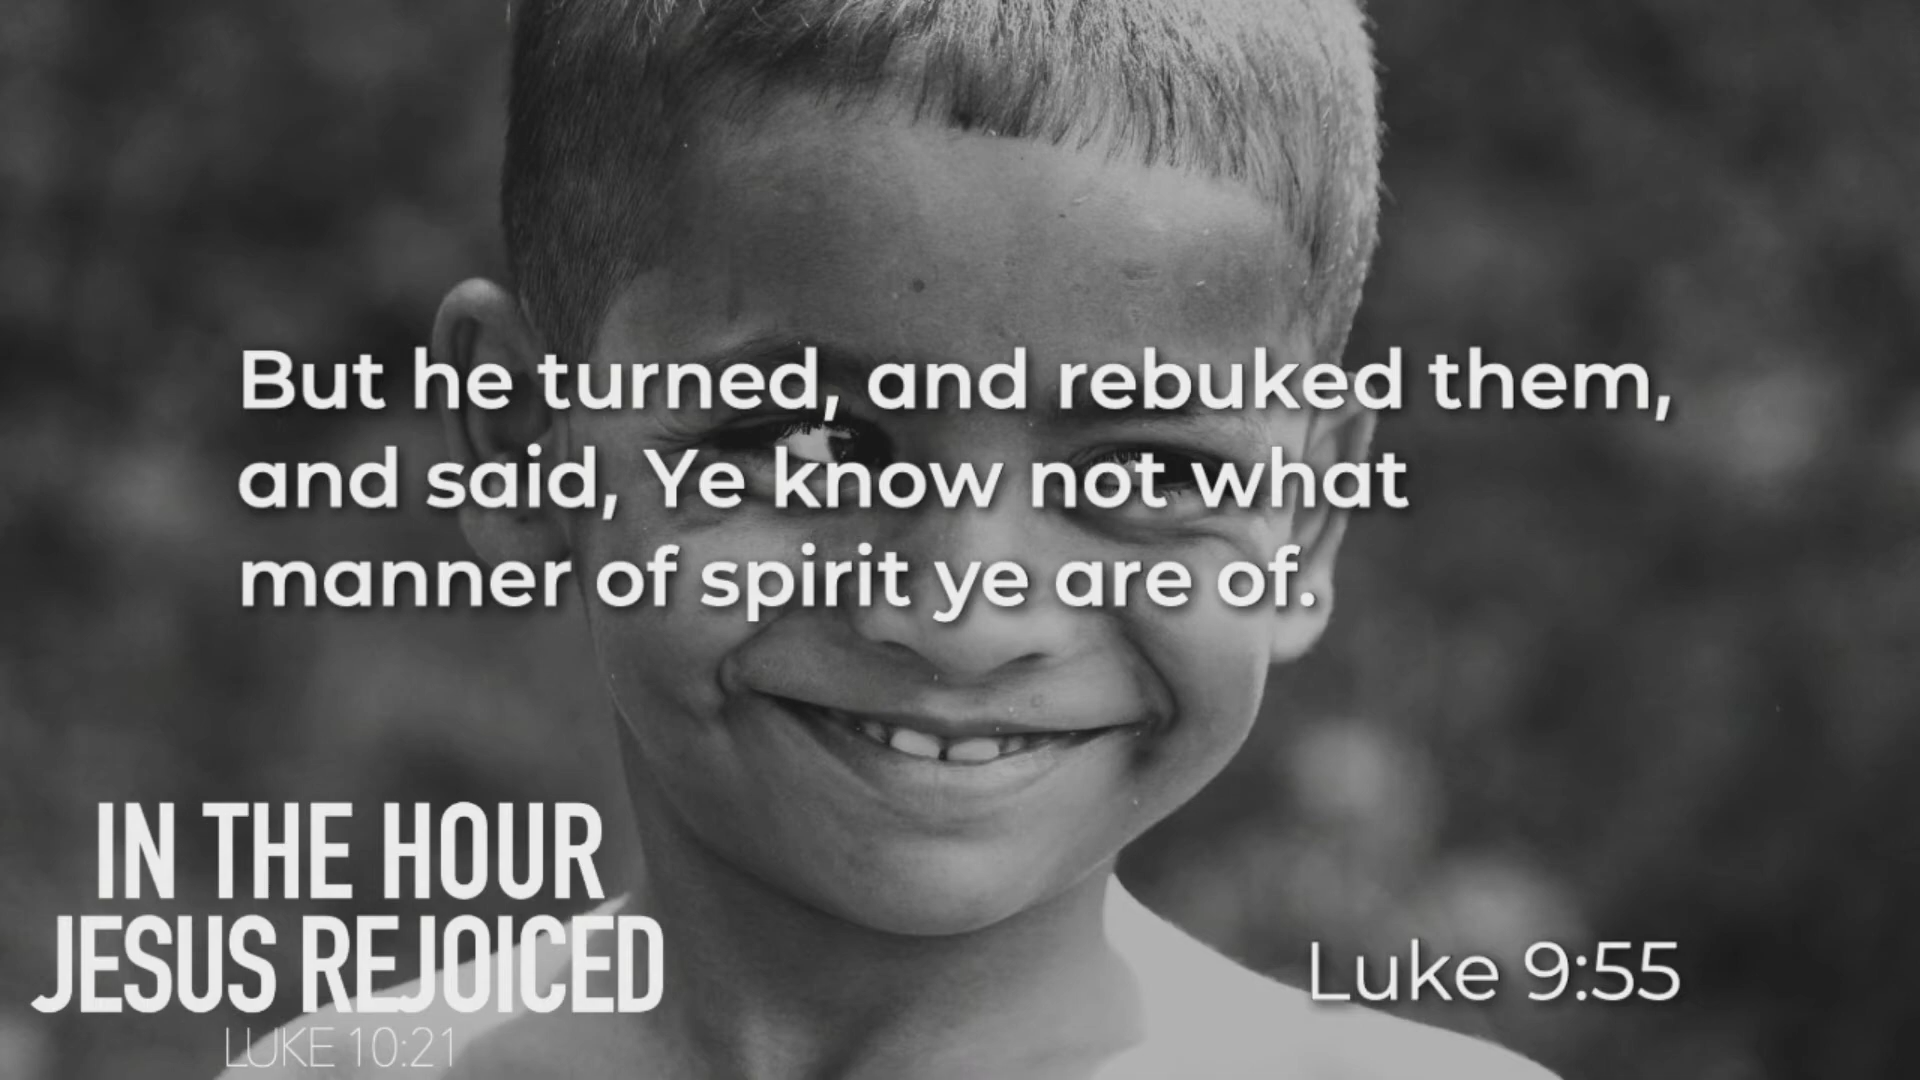 But he turned, and rebuked them,
and said, Ye know not what
manner of spirit ye are of.
IN THE HOUR
JESUS REJOICED
LUKE 10:21
Luke 9:55